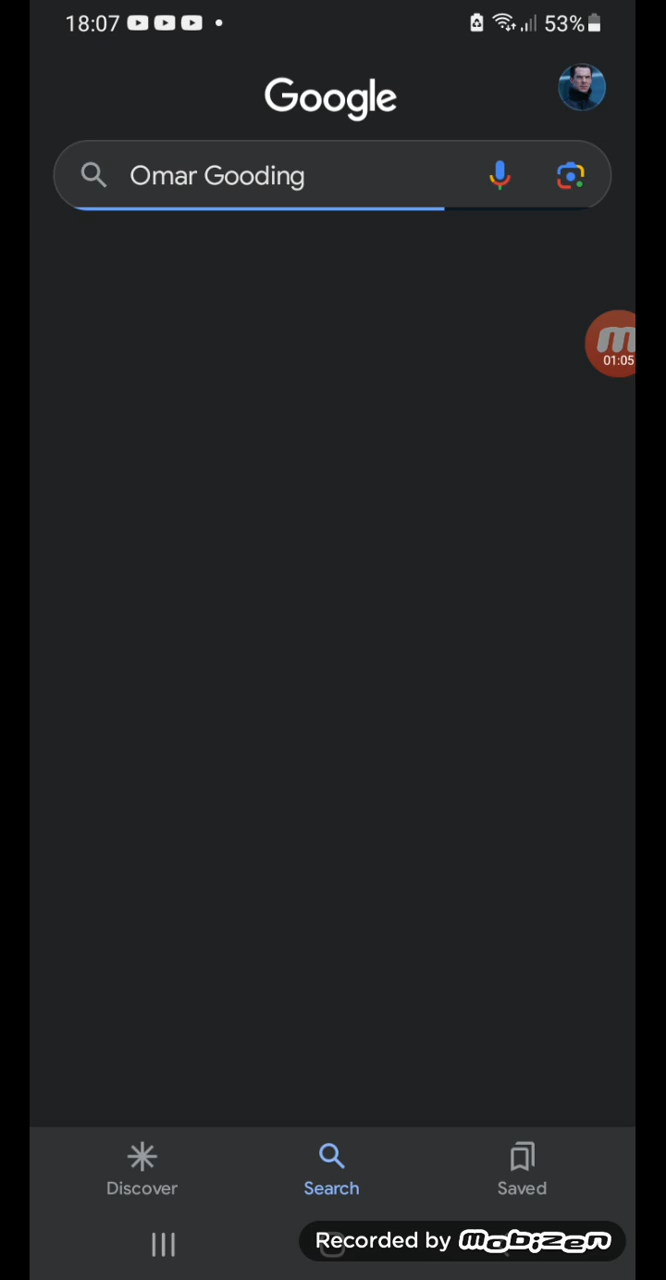 18:07
53%
Google
Omar Gooding
01:05
Discover
Search
Saved
Recorded by mobizen